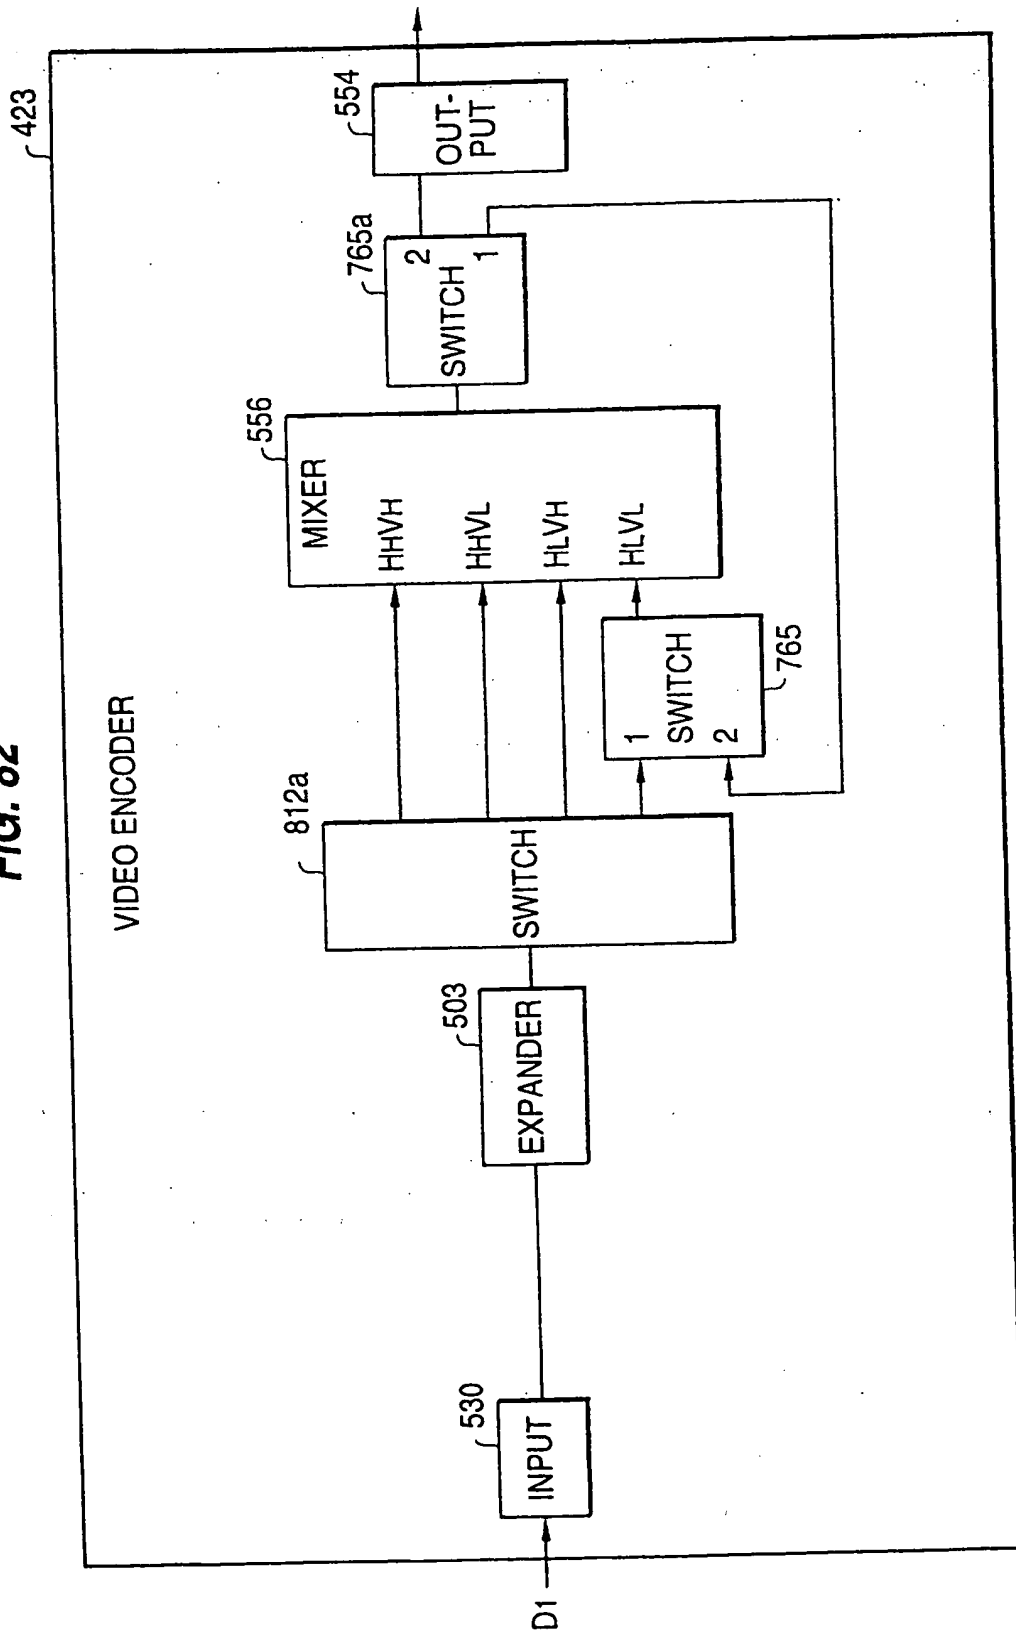 FIG. 82
423
VIDEO ENCODER
D1
INPUT
530
EXPANDER
503
SWITCH
812a
1
SWITCH
2
765
MIXER
HHVH
HHVL
HLVH
HLVL
556
SWITCH
2
1
765a
OUT-
PUT
554